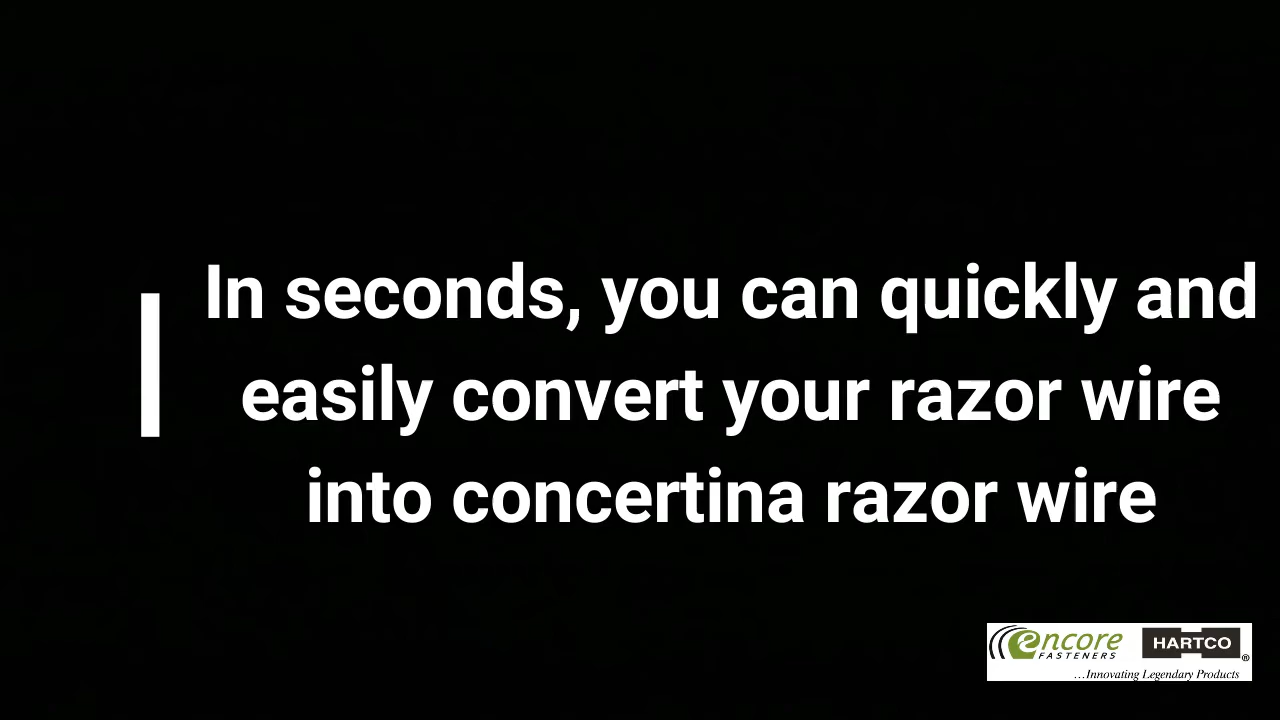 In seconds, you can quickly and
easily convert your razor wire
into concertina razor wire
encore
FASTENERS
HARTCO®
...Innovating Legendary Products